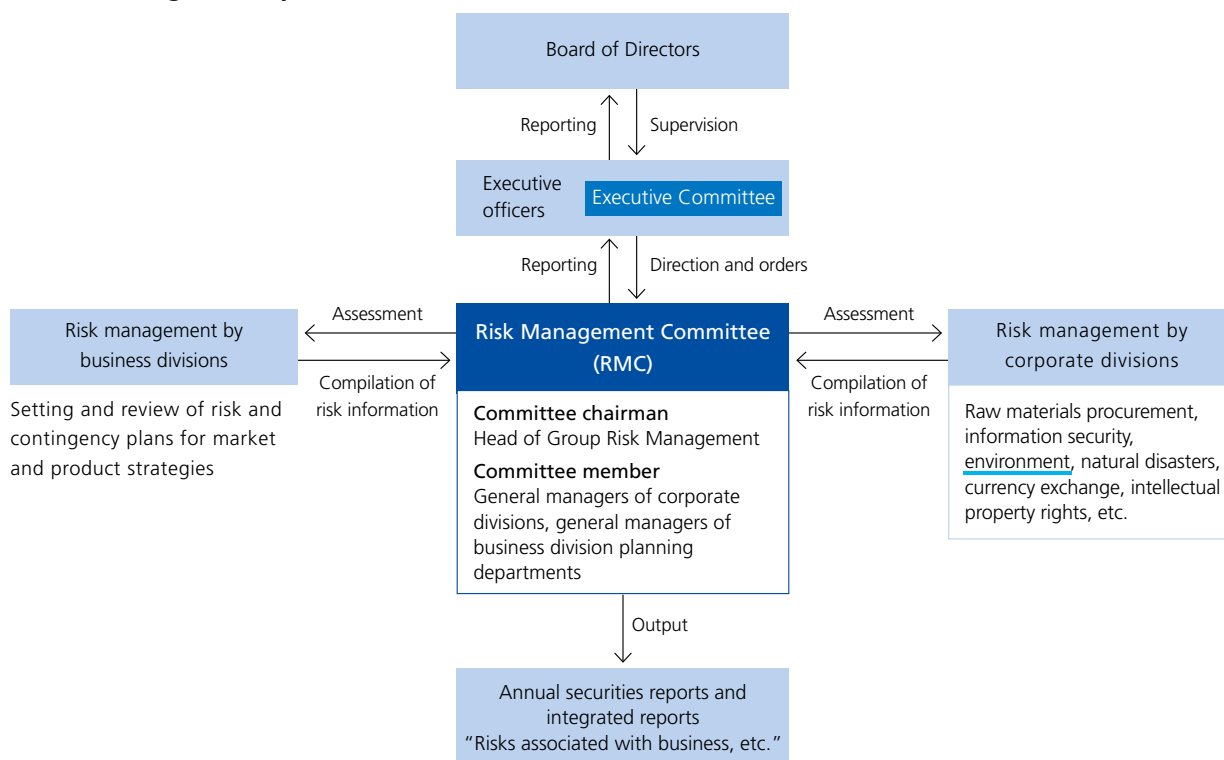 Board of Directors
Reporting
Supervision
Executive
officers
Executive Committee
Reporting
Direction and orders
Risk management by
business divisions
Setting and review of risk and
contingency plans for market
and product strategies
Assessment
Compilation of
risk information
Risk Management Committee
(RMC)
Committee chairman
Head of Group Risk Management
Committee member
General managers of corporate
divisions, general managers of
business division planning
departments
Assessment
Compilation of
risk information
Risk management by
corporate divisions
Raw materials procurement,
information security,
environment, natural disasters,
currency exchange, intellectual
property rights, etc.
Output
Annual securities reports and
integrated reports
“Risks associated with business, etc.”